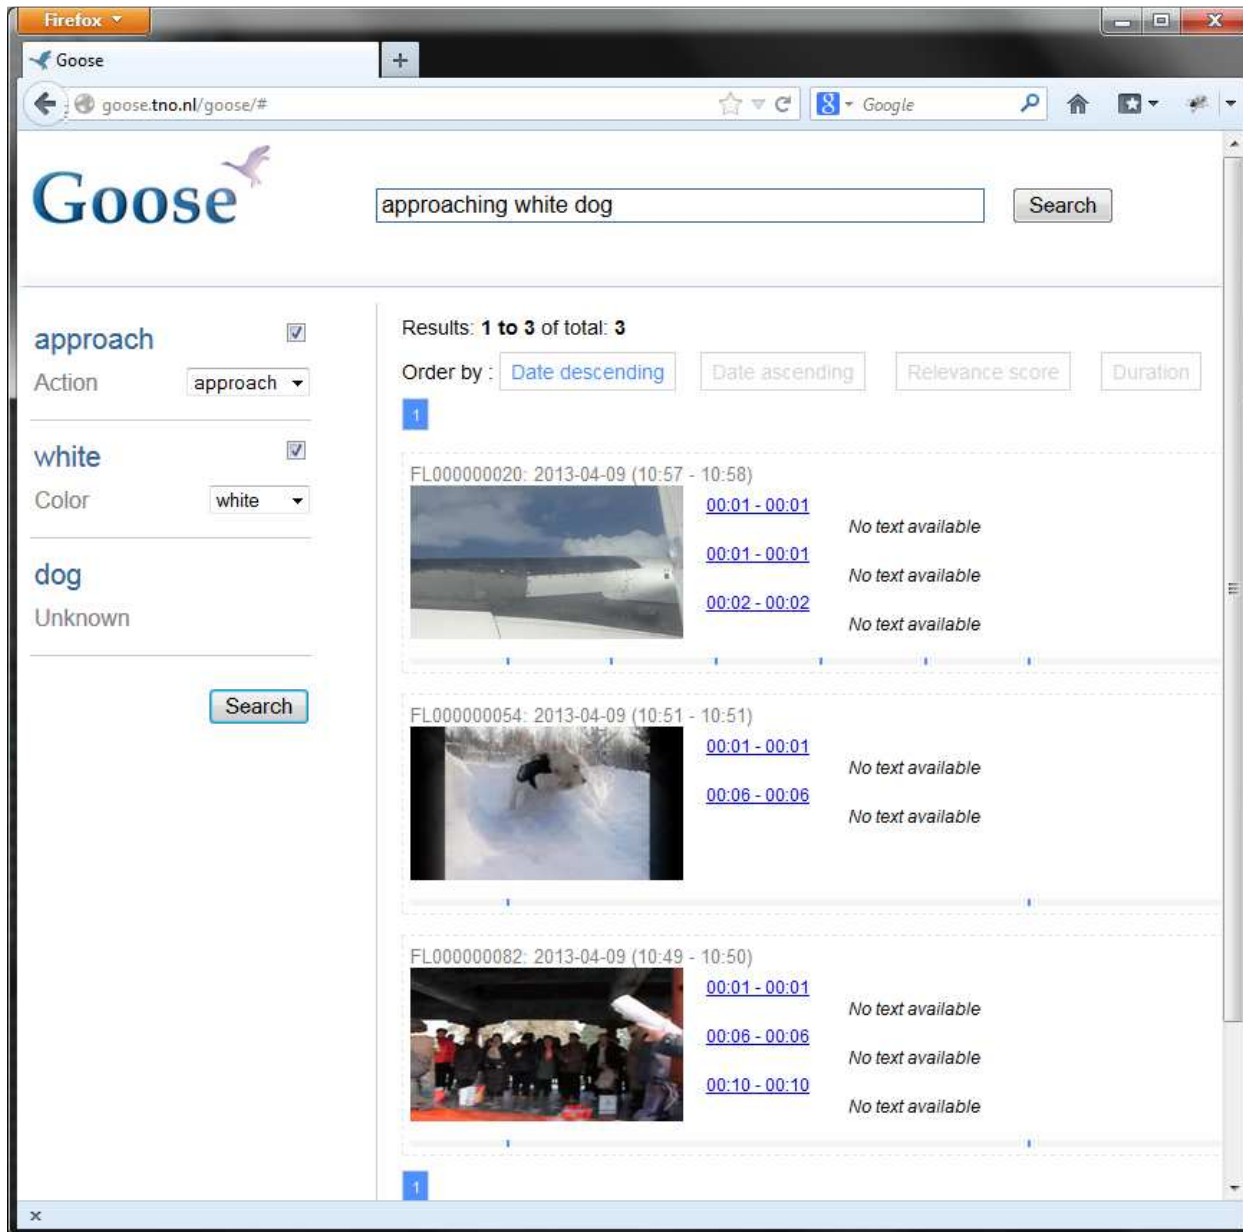 Firefox
Goose
goose.tno.nl/goose/#
Google
Goose
approaching white dog
Search
approach
Action
approach
white
Color
white
dog
Unknown
Search
Results: 1 to 3 of total: 3
Order by : Date descending Date ascending Relevance score Duration
1
FL000000020: 2013-04-09 (10:57 - 10:58)
00:01 - 00:01
No text available
00:01 - 00:01
No text available
00:02 - 00:02
No text available
FL000000054: 2013-04-09 (10:51 - 10:51)
00:01 - 00:01
No text available
00:06 - 00:06
No text available
FL000000082: 2013-04-09 (10:49 - 10:50)
00:01 - 00:01
No text available
00:06 - 00:06
No text available
00:10 - 00:10
No text available
1